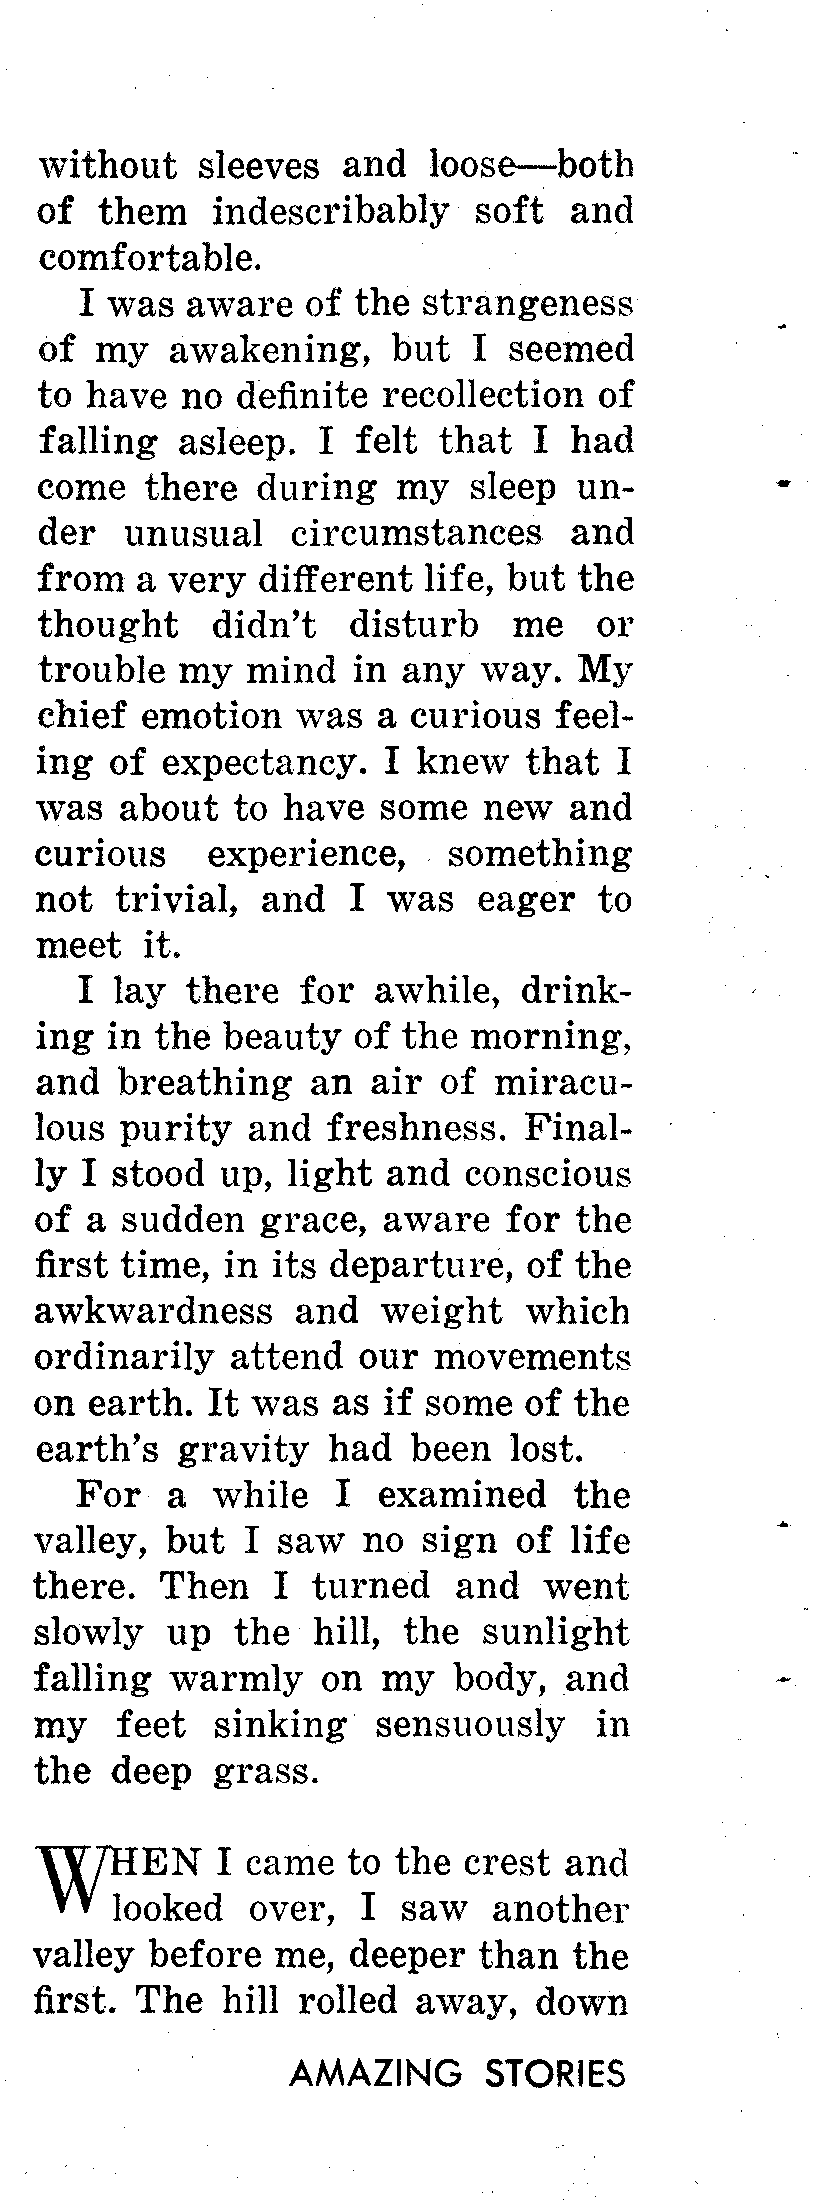 without sleeves and loose—both
of them indescribably soft and
comfortable.
I was aware of the strangeness
of my awakening, but I seemed
to have no definite recollection of
falling asleep. I felt that I had
come there during my sleep un-
der unusual circumstances and
from a very different life, but the
thought didn't disturb me or
trouble my mind in any way. My
chief emotion was a curious feel-
ing of expectancy. I knew that I
was about to have some new and
curious experience, something
not trivial, and I was eager to
meet it.
I lay there for awhile, drink-
ing in the beauty of the morning,
and breathing an air of miracu-
lous purity and freshness. Final-
ly I stood up, light and conscious
of a sudden grace, aware for the
first time, in its departure, of the
awkwardness and weight which
ordinarily attend our movements
on earth. It was as if some of the
earth's gravity had been lost.
For a while I examined the
valley, but I saw no sign of life
there. Then I turned and went
slowly up the hill, the sunlight
falling warmly on my body, and
my feet sinking sensuously in
the deep grass.
WHEN I came to the crest and
looked over, I saw another
valley before me, deeper than the
first. The hill rolled away, down
AMAZING STORIES